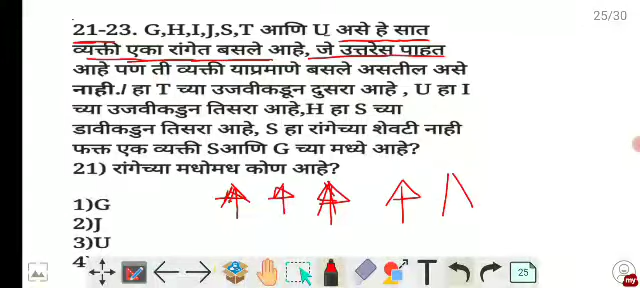 25/30
21-23. G,H,I,J,S,T आणि U असे हे सात
व्यक्ती एका रांगेत बसले आहे, जे उत्तरेस पाहत
आहे पण ती व्यक्ती याप्रमाणे बसले असतील असे
नाही./ हा T च्या उजवीकडून दुसरा आहे , U हा I
च्या उजवीकडुन तिसरा आहे,H हा S च्या
डावीकडुन तिसरा आहे, S हा रांगेच्या शेवटी नाही
फक्त एक व्यक्ती Sआणि G च्या मध्ये आहे?
21) रांगेच्या मधोमध कोण आहे?
1)G
2)J
3)U
4
T
25
my